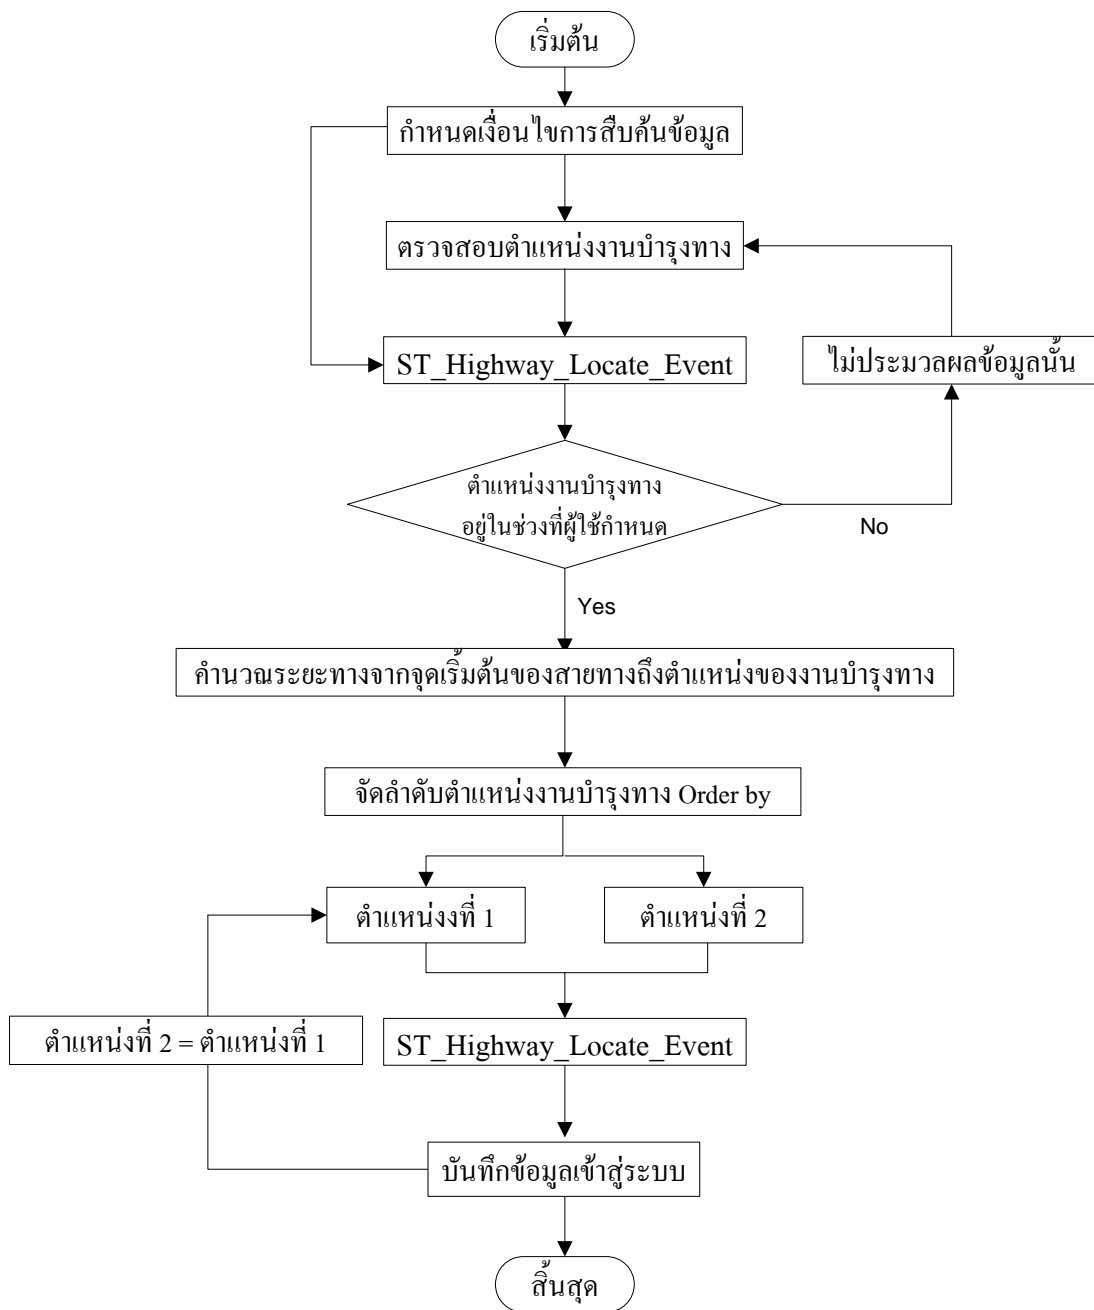 เริ่มต้น
กำหนดเงื่อนไขการสืบค้นข้อมูล
ตรวจสอบตำแหน่งงานบำรุงทาง
ST_Highway_Locate_Event
ไม่ประมวลผลข้อมูลนั้น
ตำแหน่งงานบำรุงทาง
อยู่ในช่วงที่ผู้ใช้กำหนด
No
Yes
คำนวณระยะทางจากจุดเริ่มต้นของสายทางถึงตำแหน่งของงานบำรุงทาง
จัดลำดับตำแหน่งงานบำรุงทาง Order by
ตำแหน่งงที่ 1
ตำแหน่งที่ 2
ตำแหน่งที่ 2 = ตำแหน่งที่ 1
ST_Highway_Locate_Event
บันทึกข้อมูลเข้าสู่ระบบ
สิ้นสุด